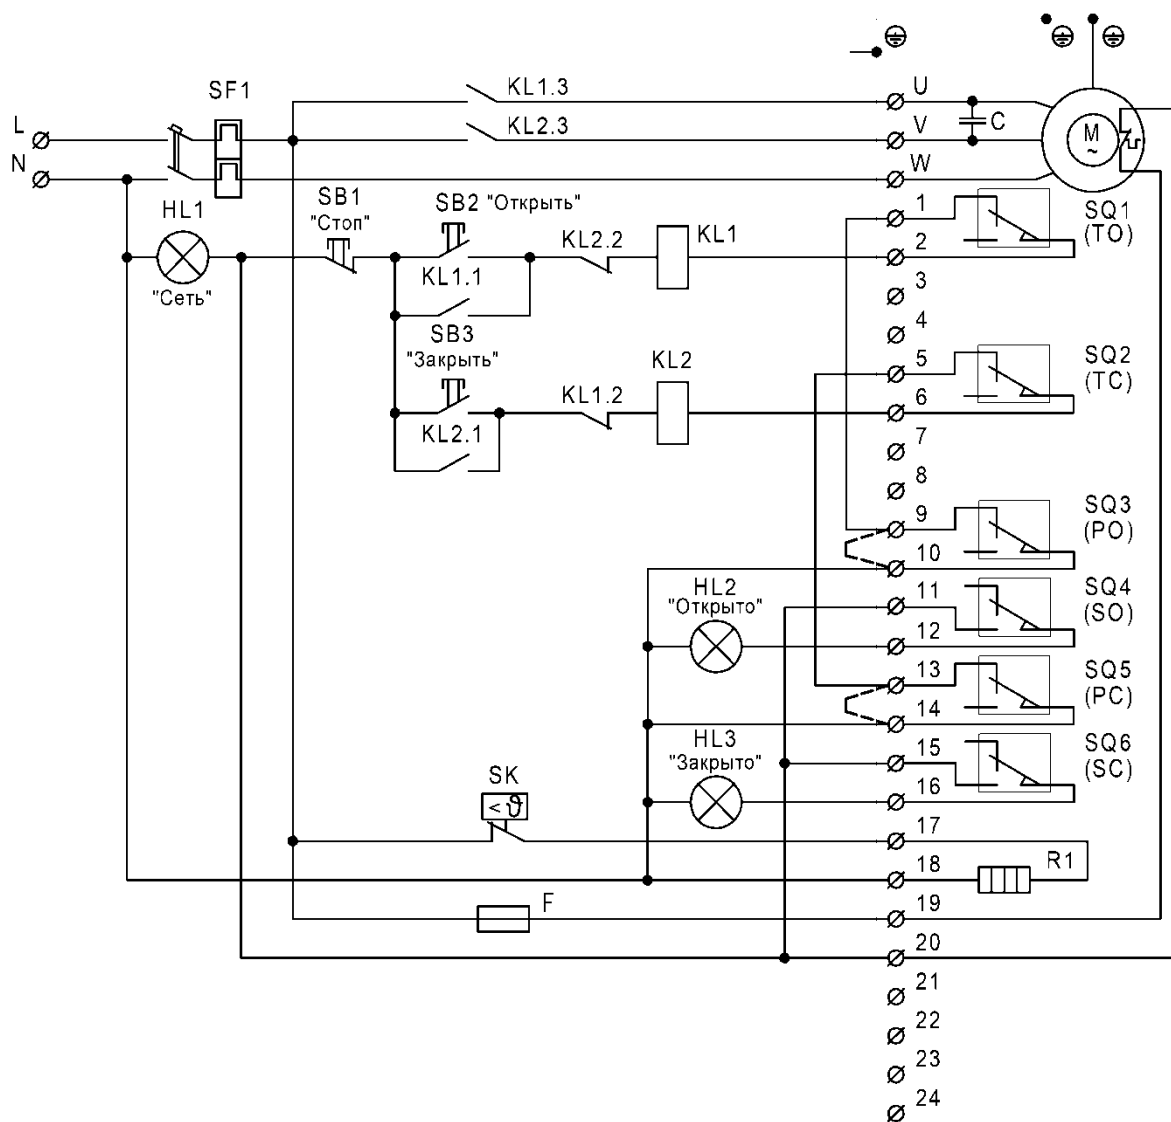 SF1
L
N
KL1.3
KL2.3
U
V
W
C
M
~
HL1
"Сеть"
SB1
"Стоп"
SB2 "Открыть"
KL1.1
KL2.2
KL1
SB3
"Закрыть"
KL2.1
KL1.2
KL2
1
2
3
4
5
6
7
8
9
10
11
12
13
14
15
16
17
18
19
20
21
22
23
24
SQ1
(TO)
SQ2
(TC)
SQ3
(PO)
SQ4
(SO)
SQ5
(PC)
SQ6
(SC)
HL2
"Открыто"
HL3
"Закрыто"
SK
< ϑ
R1
F